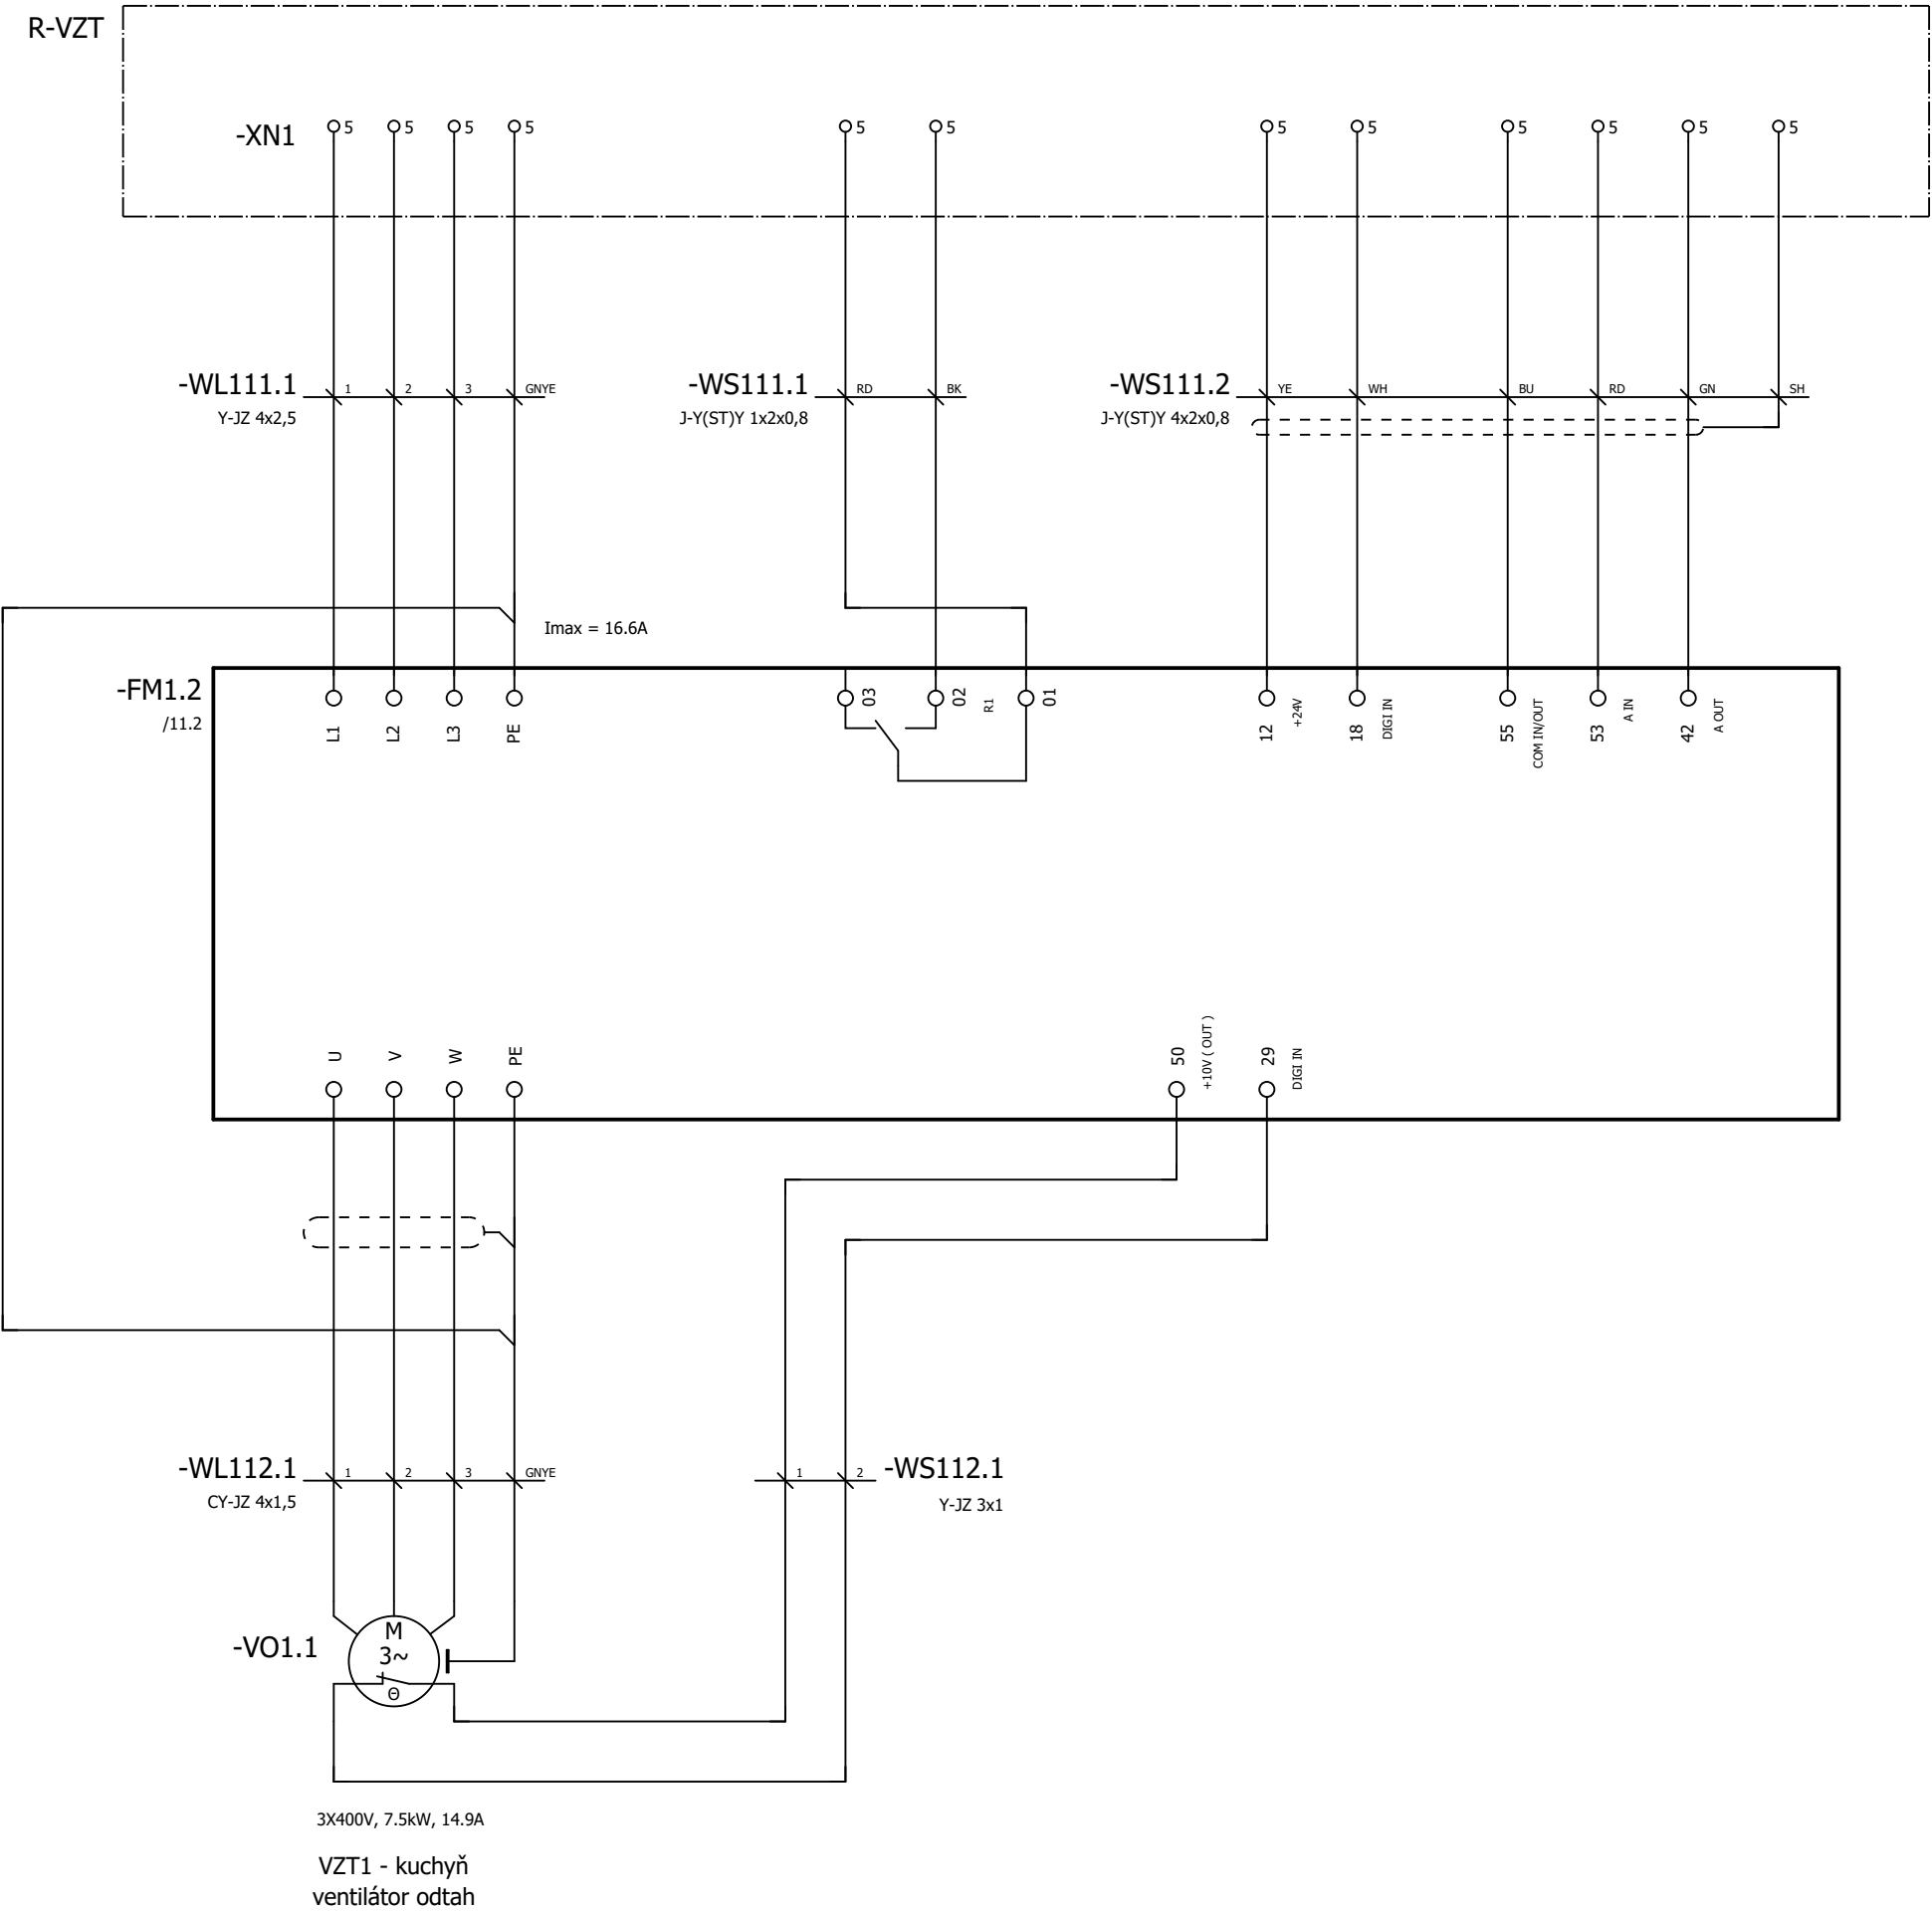 R-VZT
-XN1
5 5 5 5 5 5 5 5 5 5 5 5
-WL111.1 1 2 3 GNYE
Y-JZ 4x2,5
-WS111.1 RD BK
J-Y(ST)Y 1x2x0,8
-WS111.2 YE WH BU RD GN SH
J-Y(ST)Y 4x2x0,8
Imax = 16.6A
-FM1.2
/11.2
L1 L2 L3 PE
03 02 R1 01
12 +24V
18 DIGI IN
55 COM IN/OUT
53 A IN
42 A OUT
U V W PE
50 +10V ( OUT )
29 DIGI IN
-WL112.1 1 2 3 GNYE
CY-JZ 4x1,5
1 2 -WS112.1
Y-JZ 3x1
-VO1.1
M
3~
Θ
3X400V, 7.5kW, 14.9A
VZT1 - kuchyň
ventilátor odtah